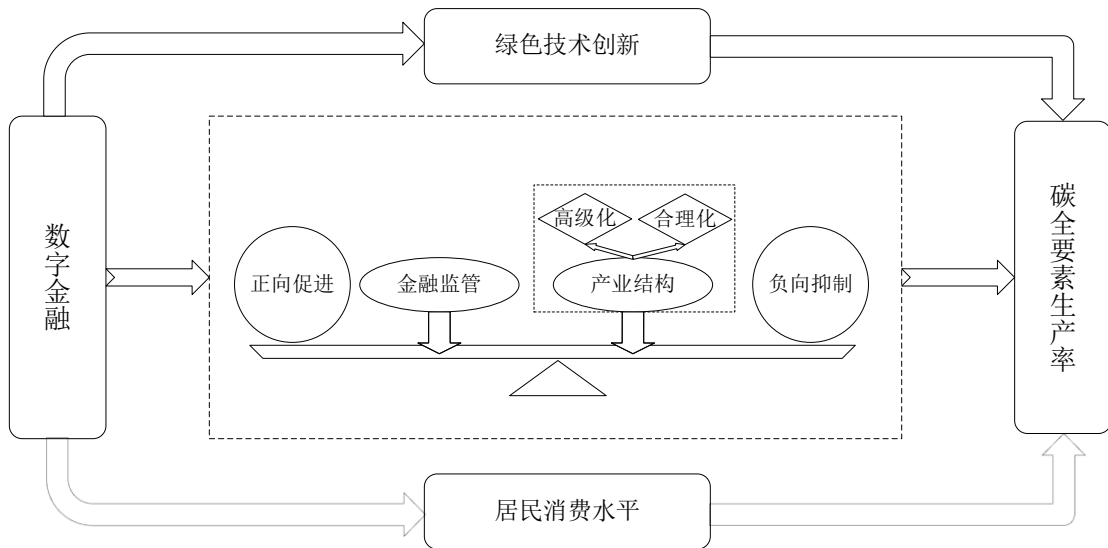 绿色技术创新
数字金融
高级化
合理化
正向促进
金融监管
产业结构
负向抑制
碳全要素生产率
居民消费水平